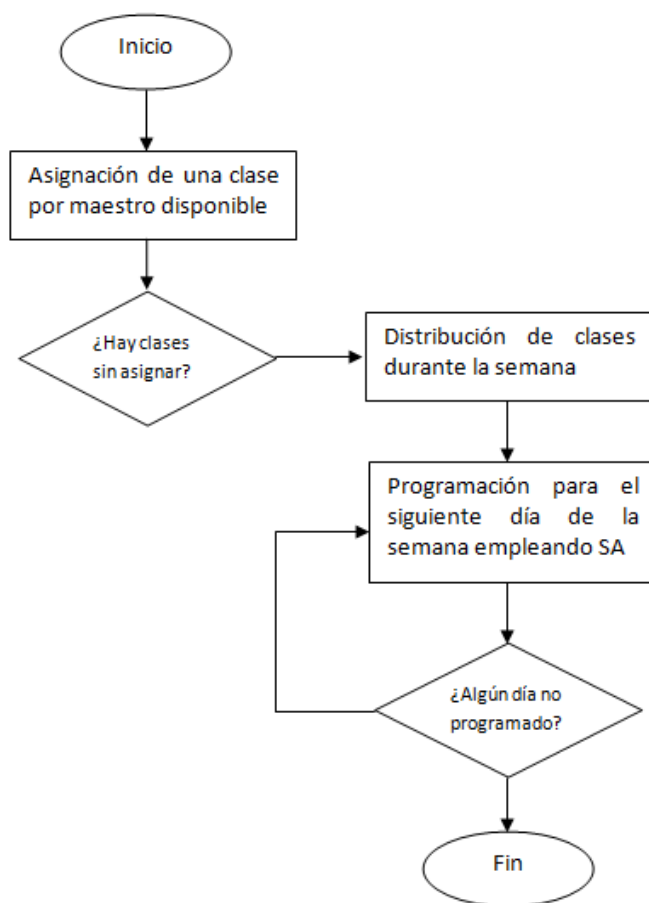 Inicio
Asignación de una clase
por maestro disponible
¿Hay clases
sin asignar?
Distribución de clases
durante la semana
Programación para el
siguiente día de la
semana empleando SA
¿Algún día no
programado?
Fin